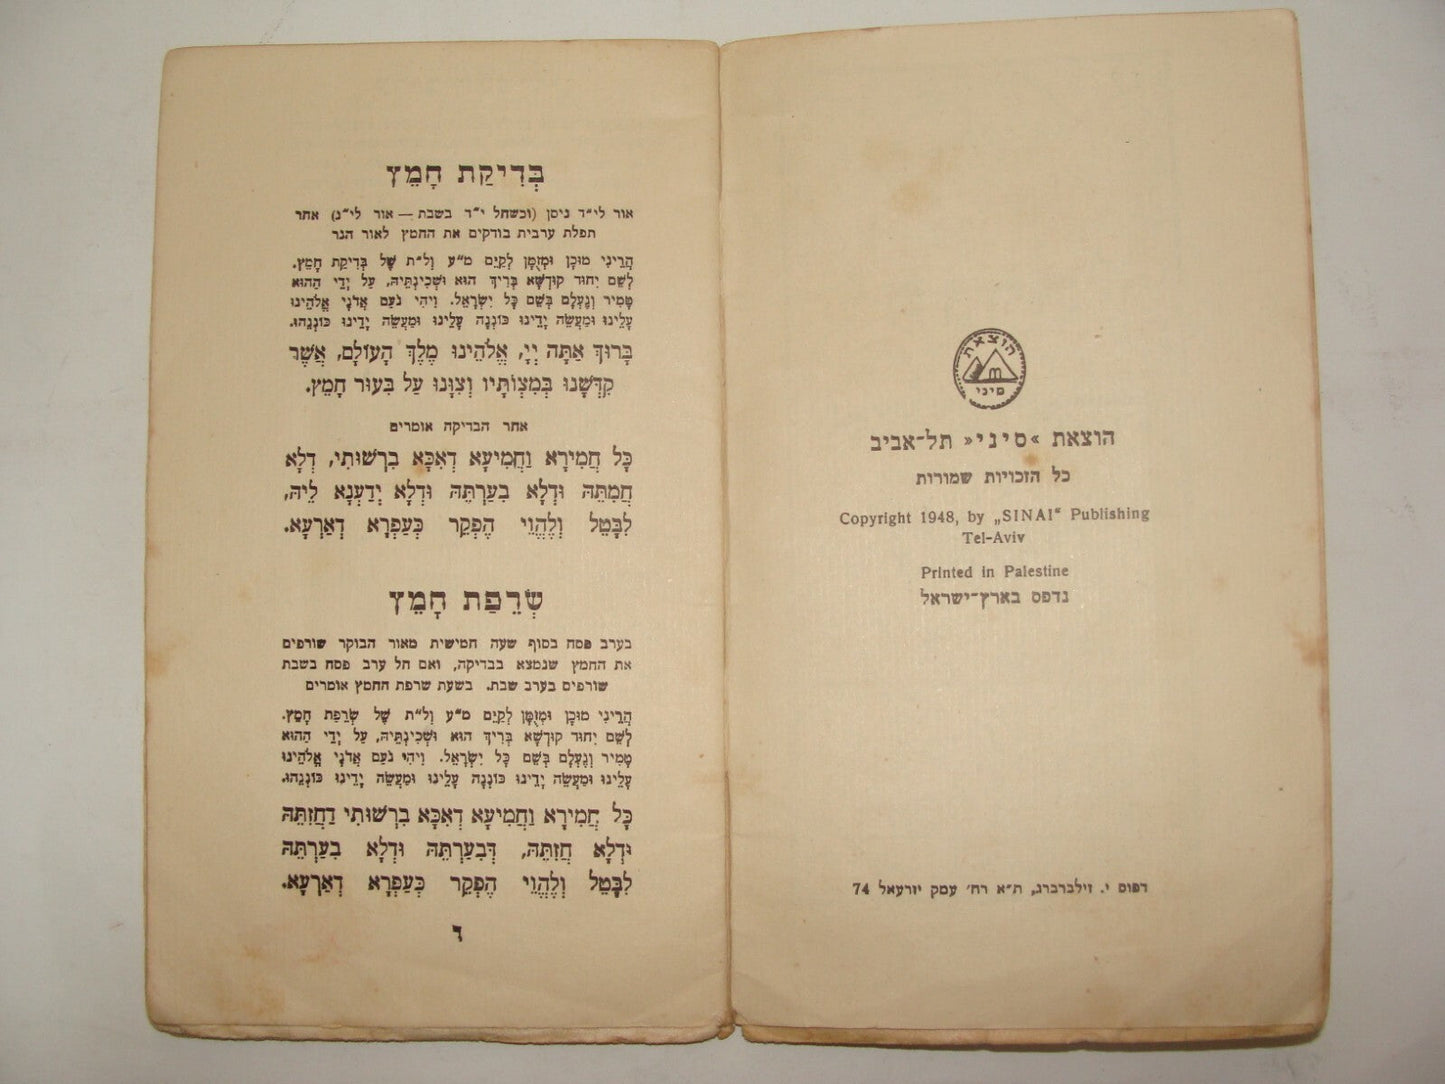 הוצאת
סיני
הוצאת »סיני« תל-אביב
כל הזכויות שמורות
Copyright 1948, by „SINAI“ Publishing
Tel-Aviv
Printed in Palestine
נדפס בארץ-ישראל
דפוס י. זילברברג, ת״א רח׳ עמק יזרעאל 74
בְּדִיקַת חָמֵץ
אור לי״ד ניסן (וכשחל י״ד בשבת — אור לי״ג) אחר
תפלת ערבית בודקים את החמץ לאור הנר
הֲרֵינִי מוּכָן וּמְזֻמָּן לְקַיֵּם מ״ע וְל״ת שֶׁל בְּדִיקַת חָמֵץ.
לְשֵׁם יִחוּד קוּדְשָׁא בְּרִיךְ הוּא וּשְׁכִינְתֵּיהּ, עַל יְדֵי הַהוּא
טָמִיר וְנֶעְלָם בְּשֵׁם כָּל יִשְׂרָאֵל. וִיהִי נֹעַם אֲדֹנָי אֱלֹהֵינוּ
עָלֵינוּ וּמַעֲשֵׂה יָדֵינוּ כּוֹנְנָה עָלֵינוּ וּמַעֲשֵׂה יָדֵינוּ כּוֹנְנֵהוּ.
בָּרוּךְ אַתָּה יְיָ, אֱלֹהֵינוּ מֶלֶךְ הָעוֹלָם, אֲשֶׁר
קִדְּשָׁנוּ בְּמִצְוֹתָיו וְצִוָּנוּ עַל בִּעוּר חָמֵץ.
אחר הבדיקה אומרים
כָּל חֲמִירָא וַחֲמִיעָא דְאִכָּא בִרְשׁוּתִי, דְלָא
חֲמִתֵּהּ וּדְלָא בִעַרְתֵּהּ וּדְלָא יְדַעְנָא לֵיהּ,
לִבָּטֵל וְלֶהֱוֵי הֶפְקֵר כְּעַפְרָא דְאַרְעָא.
שְׂרֵפַת חָמֵץ
בערב פסח בסוף שעה חמישית מאור הבוקר שורפים
את החמץ שנמצא בבדיקה, ואם חל ערב פסח בשבת
שורפים בערב שבת. בשעת שרפת החמץ אומרים
הֲרֵינִי מוּכָן וּמְזֻמָּן לְקַיֵּם מ״ע וְל״ת שֶׁל שְׂרֵפַת חָמֵץ.
לְשֵׁם יִחוּד קוּדְשָׁא בְּרִיךְ הוּא וּשְׁכִינְתֵּיהּ, עַל יְדֵי הַהוּא
טָמִיר וְנֶעְלָם בְּשֵׁם כָּל יִשְׂרָאֵל. וִיהִי נֹעַם אֲדֹנָי אֱלֹהֵינוּ
עָלֵינוּ וּמַעֲשֵׂה יָדֵינוּ כּוֹנְנָה עָלֵינוּ וּמַעֲשֵׂה יָדֵינוּ כּוֹנְנֵהוּ.
כָּל חֲמִירָא וַחֲמִיעָא דְאִכָּא בִרְשׁוּתִי דַחֲזִתֵּהּ
וּדְלָא חֲזִתֵּהּ, דְּבִעַרְתֵּהּ וּדְלָא בִעַרְתֵּהּ
לִבָּטֵל וְלֶהֱוֵי הֶפְקֵר כְּעַפְרָא דְאַרְעָא.
ד